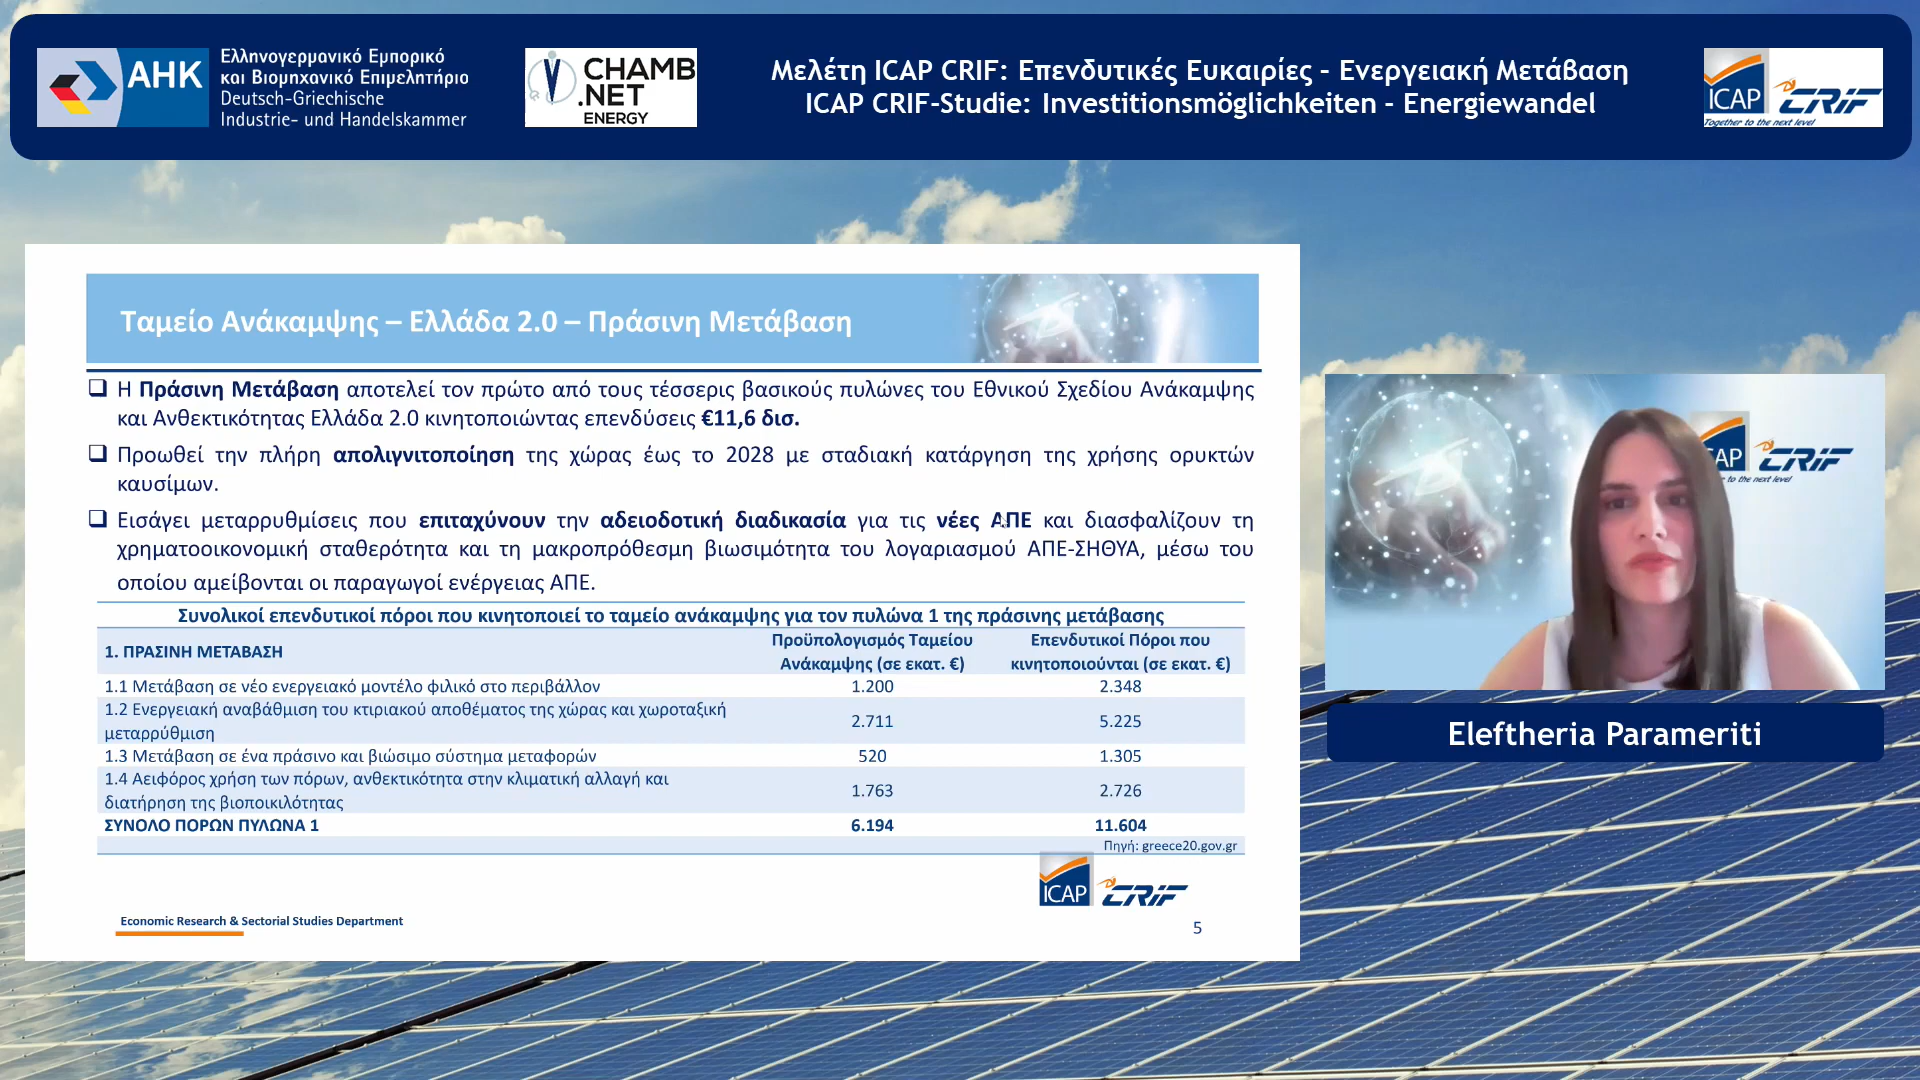 AHK
Ελληνογερμανικό Εμπορικό
και Βιομηχανικό Επιμελητήριο
Deutsch-Griechische
Industrie- und Handelskammer
CHAMB
.NET
ENERGY
Μελέτη ICAP CRIF: Επενδυτικές Ευκαιρίες - Ενεργειακή Μετάβαση
ICAP CRIF-Studie: Investitionsmöglichkeiten - Energiewandel
ICAP CRIF
Together to the next level
Ταμείο Ανάκαμψης – Ελλάδα 2.0 – Πράσινη Μετάβαση
Η Πράσινη Μετάβαση αποτελεί τον πρώτο από τους τέσσερις βασικούς πυλώνες του Εθνικού Σχεδίου Ανάκαμψης
και Ανθεκτικότητας Ελλάδα 2.0 κινητοποιώντας επενδύσεις €11,6 δισ.
Προωθεί την πλήρη απολιγνιτοποίηση της χώρας έως το 2028 με σταδιακή κατάργηση της χρήσης ορυκτών
καυσίμων.
Εισάγει μεταρρυθμίσεις που επιταχύνουν την αδειοδοτική διαδικασία για τις νέες ΑΠΕ και διασφαλίζουν τη
χρηματοοικονομική σταθερότητα και τη μακροπρόθεσμη βιωσιμότητα του λογαριασμού ΑΠΕ-ΣΗΘΥΑ, μέσω του
οποίου αμείβονται οι παραγωγοί ενέργειας ΑΠΕ.
Συνολικοί επενδυτικοί πόροι που κινητοποιεί το ταμείο ανάκαμψης για τον πυλώνα 1 της πράσινης μετάβασης
1. ΠΡΑΣΙΝΗ ΜΕΤΑΒΑΣΗ
Προϋπολογισμός Ταμείου
Ανάκαμψης (σε εκατ. €)
Επενδυτικοί Πόροι που
κινητοποιούνται (σε εκατ. €)
1.1 Μετάβαση σε νέο ενεργειακό μοντέλο φιλικό στο περιβάλλον 1.200 2.348
1.2 Ενεργειακή αναβάθμιση του κτιριακού αποθέματος της χώρας και χωροταξική
μεταρρύθμιση 2.711 5.225
1.3 Μετάβαση σε ένα πράσινο και βιώσιμο σύστημα μεταφορών 520 1.305
1.4 Αειφόρος χρήση των πόρων, ανθεκτικότητα στην κλιματική αλλαγή και
διατήρηση της βιοποικιλότητας 1.763 2.726
ΣΥΝΟΛΟ ΠΟΡΩΝ ΠΥΛΩΝΑ 1 6.194 11.604
Πηγή: greece20.gov.gr
ICAP CRIF
Economic Research & Sectorial Studies Department
5
AP CRIF
to the next level
Eleftheria Parameriti